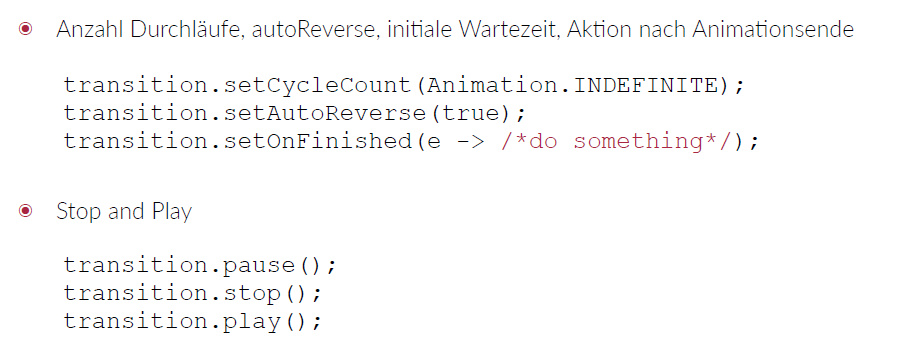 Anzahl Durchläufe, autoReverse, initiale Wartezeit, Aktion nach Animationsende
transition.setCycleCount(Animation.INDEFINITE);
transition.setAutoReverse(true);
transition.setOnFinished(e -> /*do something*/);
Stop and Play
transition.pause();
transition.stop();
transition.play();